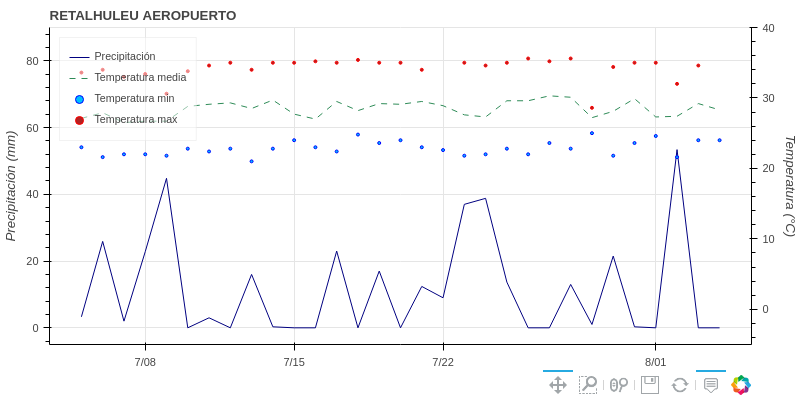 RETALHULEU AEROPUERTO
Precipitación
Temperatura media
Temperatura min
Temperatura max
Precipitación (mm)
80
60
40
20
0
Temperatura (°C)
40
30
20
10
0
7/08 7/15 7/22 8/01